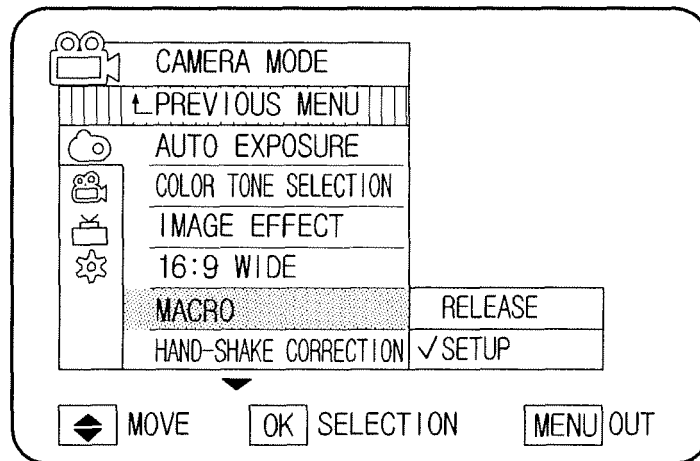 CAMERA MODE
PREVIOUS MENU
AUTO EXPOSURE
COLOR TONE SELECTION
IMAGE EFFECT
16:9 WIDE
MACRO RELEASE
HAND-SHAKE CORRECTION ✓SETUP
MOVE OK SELECTION MENU OUT